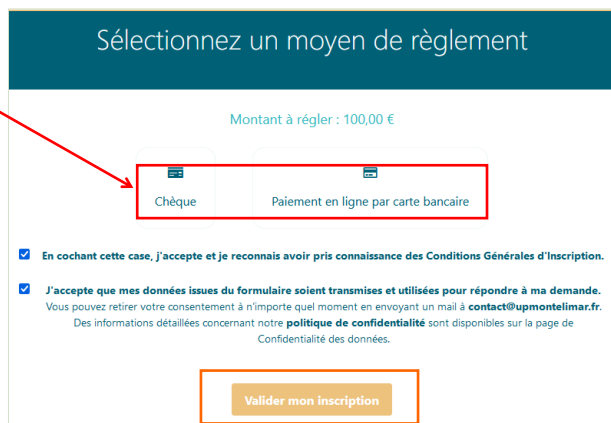 Sélectionnez un moyen de règlement
Montant à régler : 100,00 €
Chèque
Paiement en ligne par carte bancaire
En cochant cette case, j'accepte et je reconnais avoir pris connaissance des Conditions Générales d'Inscription.
J'accepte que mes données issues du formulaire soient transmises et utilisées pour répondre à ma demande.
Vous pouvez retirer votre consentement à n'importe quel moment en envoyant un mail à contact@upmontelimar.fr.
Des informations détaillées concernant notre politique de confidentialité sont disponibles sur la page de
Confidentialité des données.
Valider mon inscription